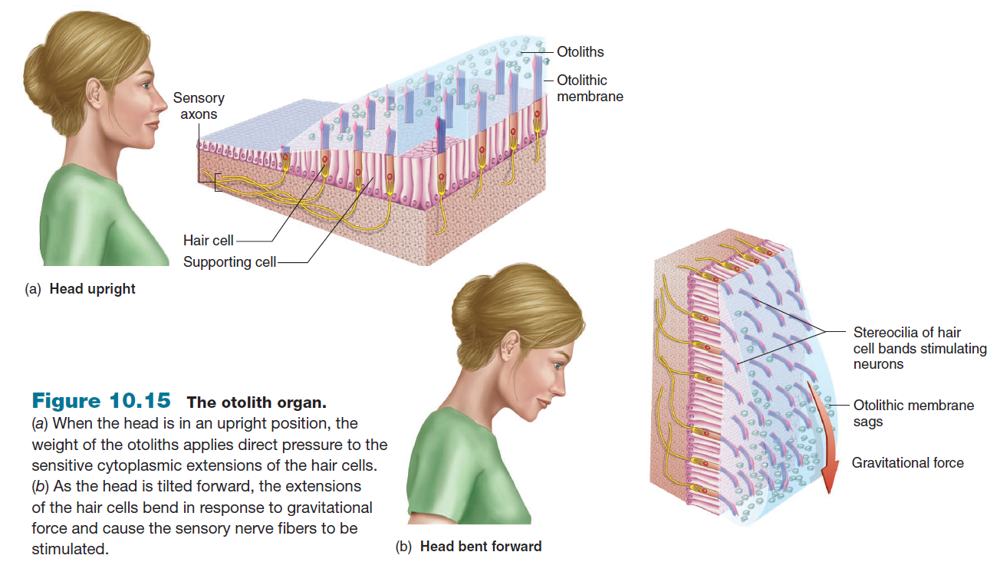 Otoliths
Otolithic
membrane
Sensory
axons
Hair cell
Supporting cell
(a) Head upright
Stereocilia of hair
cell bands stimulating
neurons
Otolithic membrane
sags
Gravitational force
Figure 10.15 The otolith organ.
(a) When the head is in an upright position, the
weight of the otoliths applies direct pressure to the
sensitive cytoplasmic extensions of the hair cells.
(b) As the head is tilted forward, the extensions
of the hair cells bend in response to gravitational
force and cause the sensory nerve fibers to be
stimulated.
(b) Head bent forward